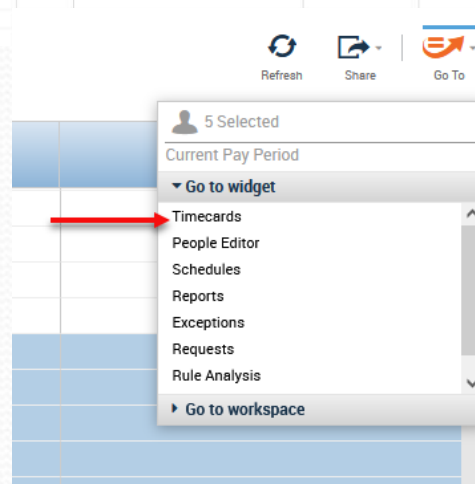 Refresh Share Go To
5 Selected
Current Pay Period
Go to widget
Timecards
People Editor
Schedules
Reports
Exceptions
Requests
Rule Analysis
Go to workspace